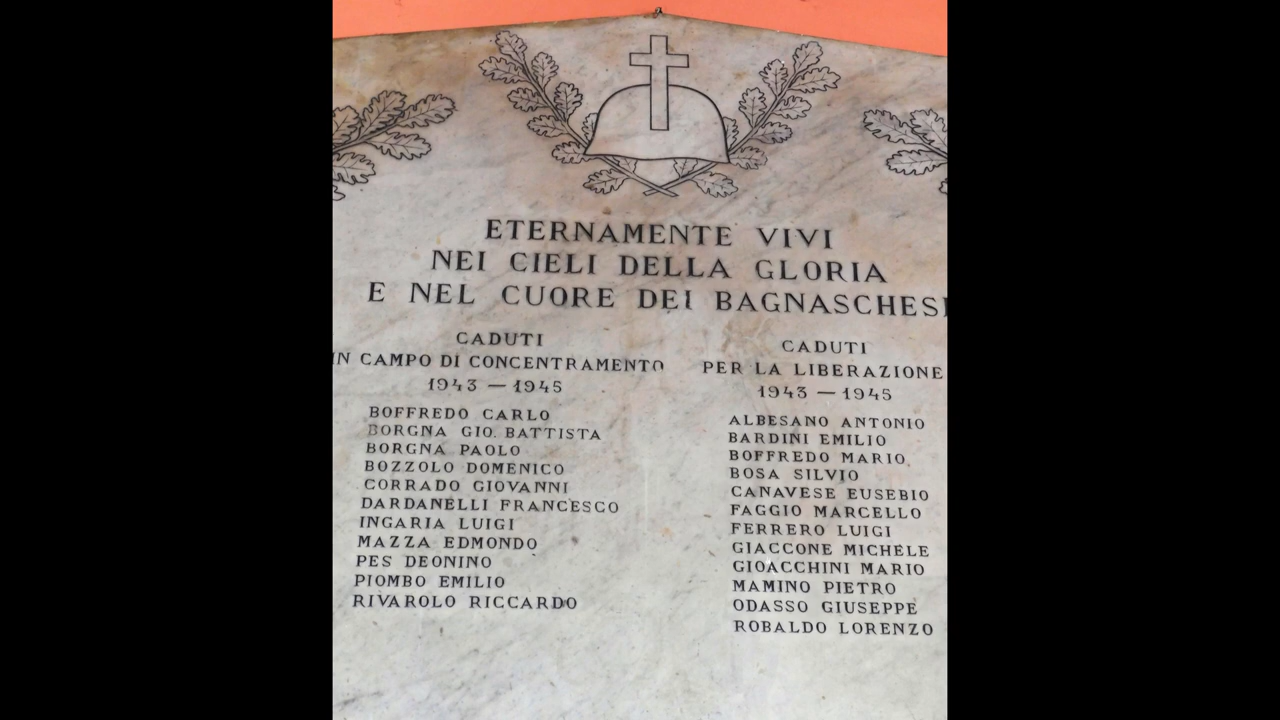 ETERNAMENTE VIVI
NEI CIELI DELLA GLORIA
E NEL CUORE DEI BAGNASCHESI
CADUTI
IN CAMPO DI CONCENTRAMENTO
1943 — 1945
BOFFREDO CARLO
BORGNA GIO. BATTISTA
BORGNA PAOLO
BOZZOLO DOMENICO
CORRADO GIOVANNI
DARDANELLI FRANCESCO
INGARIA LUIGI
MAZZA EDMONDO
PES DEONINO
PIOMBO EMILIO
RIVAROLO RICCARDO
CADUTI
PER LA LIBERAZIONE
1943 — 1945
ALBESANO ANTONIO
BARDINI EMILIO
BOFFREDO MARIO
BOSA SILVIO
CANAVESE EUSEBIO
FAGGIO MARCELLO
FERRERO LUIGI
GIACCONE MICHELE
GIOACCHINI MARIO
MAMINO PIETRO
ODASSO GIUSEPPE
ROBALDO LORENZO